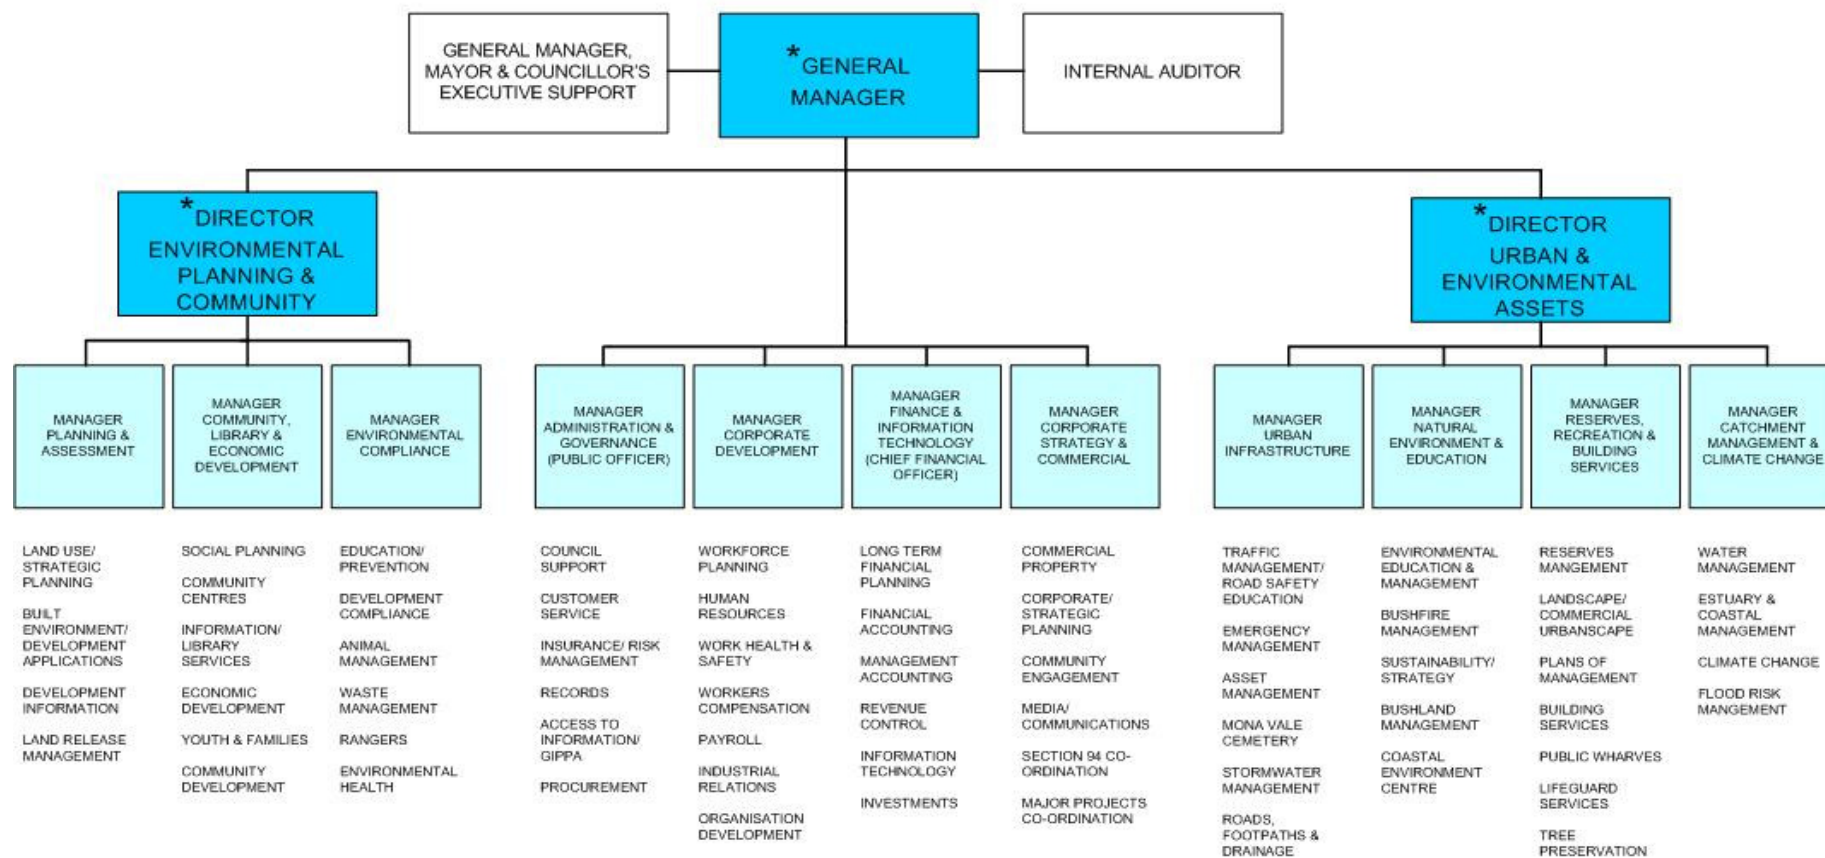 GENERAL MANAGER,
MAYOR & COUNCILLOR'S
EXECUTIVE SUPPORT
*GENERAL
MANAGER
INTERNAL AUDITOR
*DIRECTOR
ENVIRONMENTAL
PLANNING &
COMMUNITY
*DIRECTOR
URBAN &
ENVIRONMENTAL
ASSETS
MANAGER
PLANNING &
ASSESSMENT
MANAGER
COMMUNITY,
LIBRARY &
ECONOMIC
DEVELOPMENT
MANAGER
ENVIRONMENTAL
COMPLIANCE
MANAGER
ADMINISTRATION &
GOVERNANCE
(PUBLIC OFFICER)
MANAGER
CORPORATE
DEVELOPMENT
MANAGER
FINANCE &
INFORMATION
TECHNOLOGY
(CHIEF FINANCIAL
OFFICER)
MANAGER
CORPORATE
STRATEGY &
COMMERCIAL
MANAGER
URBAN
INFRASTRUCTURE
MANAGER
NATURAL
ENVIRONMENT &
EDUCATION
MANAGER
RESERVES,
RECREATION &
BUILDING
SERVICES
MANAGER
CATCHMENT
MANAGEMENT &
CLIMATE CHANGE
LAND USE/
STRATEGIC
PLANNING
BUILT
ENVIRONMENT/
DEVELOPMENT
APPLICATIONS
DEVELOPMENT
INFORMATION
LAND RELEASE
MANAGEMENT
SOCIAL PLANNING
COMMUNITY
CENTRES
INFORMATION/
LIBRARY
SERVICES
ECONOMIC
DEVELOPMENT
YOUTH & FAMILIES
COMMUNITY
DEVELOPMENT
EDUCATION/
PREVENTION
DEVELOPMENT
COMPLIANCE
ANIMAL
MANAGEMENT
WASTE
MANAGEMENT
RANGERS
ENVIRONMENTAL
HEALTH
COUNCIL
SUPPORT
CUSTOMER
SERVICE
INSURANCE/ RISK
MANAGEMENT
RECORDS
ACCESS TO
INFORMATION/
GIPPA
PROCUREMENT
WORKFORCE
PLANNING
HUMAN
RESOURCES
WORK HEALTH &
SAFETY
WORKERS
COMPENSATION
PAYROLL
INDUSTRIAL
RELATIONS
ORGANISATION
DEVELOPMENT
LONG TERM
FINANCIAL
PLANNING
FINANCIAL
ACCOUNTING
MANAGEMENT
ACCOUNTING
REVENUE
CONTROL
INFORMATION
TECHNOLOGY
INVESTMENTS
COMMERCIAL
PROPERTY
CORPORATE/
STRATEGIC
PLANNING
COMMUNITY
ENGAGEMENT
MEDIA/
COMMUNICATIONS
SECTION 94 CO-
ORDINATION
MAJOR PROJECTS
CO-ORDINATION
TRAFFIC
MANAGEMENT/
ROAD SAFETY
EDUCATION
EMERGENCY
MANAGEMENT
ASSET
MANAGEMENT
MONA VALE
CEMETERY
STORMWATER
MANAGEMENT
ROADS,
FOOTPATHS &
DRAINAGE
ENVIRONMENTAL
EDUCATION &
MANAGEMENT
BUSHFIRE
MANAGEMENT
SUSTAINABILITY/
STRATEGY
BUSHLAND
MANAGEMENT
COASTAL
ENVIRONMENT
CENTRE
RESERVES
MANGEMENT
LANDSCAPE/
COMMERCIAL
URBANSCAPE
PLANS OF
MANAGEMENT
BUILDING
SERVICES
PUBLIC WHARVES
LIFEGUARD
SERVICES
TREE
PRESERVATION
WATER
MANAGEMENT
ESTUARY &
COASTAL
MANAGEMENT
CLIMATE CHANGE
FLOOD RISK
MANGEMENT